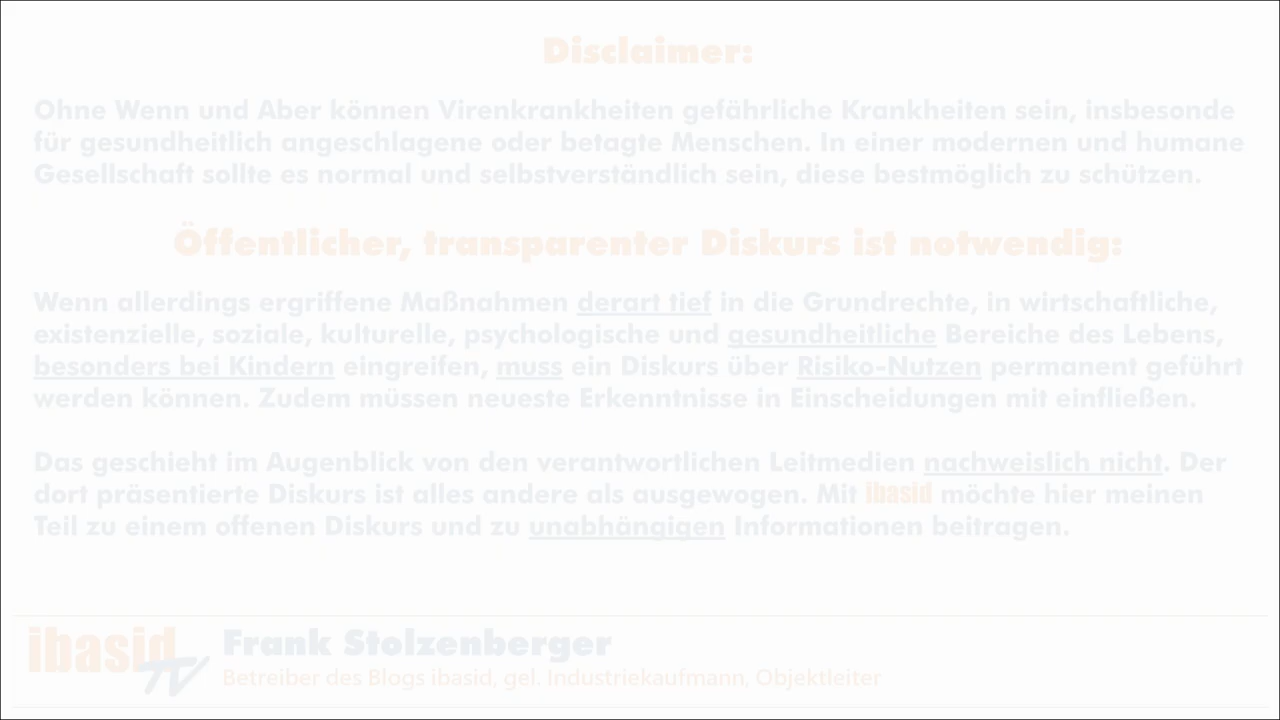 Disclaimer:
Ohne Wenn und Aber können Virenkrankheiten gefährliche Krankheiten sein, insbesonde
für gesundheitlich angeschlagene oder betagte Menschen. In einer modernen und humane
Gesellschaft sollte es normal und selbstverständlich sein, diese bestmöglich zu schützen.
Öffentlicher, transparenter Diskurs ist notwendig:
Wenn allerdings ergriffene Maßnahmen derart tief in die Grundrechte, in wirtschaftliche,
existenzielle, soziale, kulturelle, psychologische und gesundheitliche Bereiche des Lebens,
besonders bei Kindern eingreifen, muss ein Diskurs über Risiko-Nutzen permanent geführt
werden können. Zudem müssen neueste Erkenntnisse in Einscheidungen mit einfließen.
Das geschieht im Augenblick von den verantwortlichen Leitmedien nachweislich nicht. Der
dort präsentierte Diskurs ist alles andere als ausgewogen. Mit ibasid möchte hier meinen
Teil zu einem offenen Diskurs und zu unabhängigen Informationen beitragen.
ibasid TV
Frank Stolzenberger
Betreiber des Blogs ibasid, gel. Industriekaufmann, Objektleiter